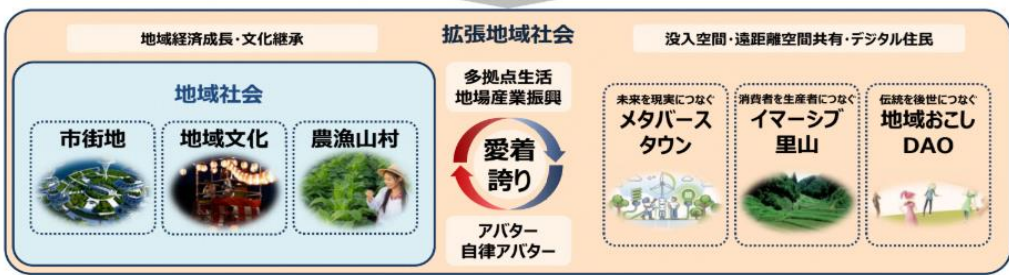 拡張地域社会
地域経済成長・文化継承
没入空間・遠距離空間共有・デジタル住民
地域社会
市街地
地域文化
農漁山村
多拠点生活
地場産業振興
愛着
誇り
アバター
自律アバター
未来を現実につなぐ
メタバース
タウン
消費者を生産者につなぐ
イマーシブ
里山
伝統を後世につなぐ
地域おこし
DAO